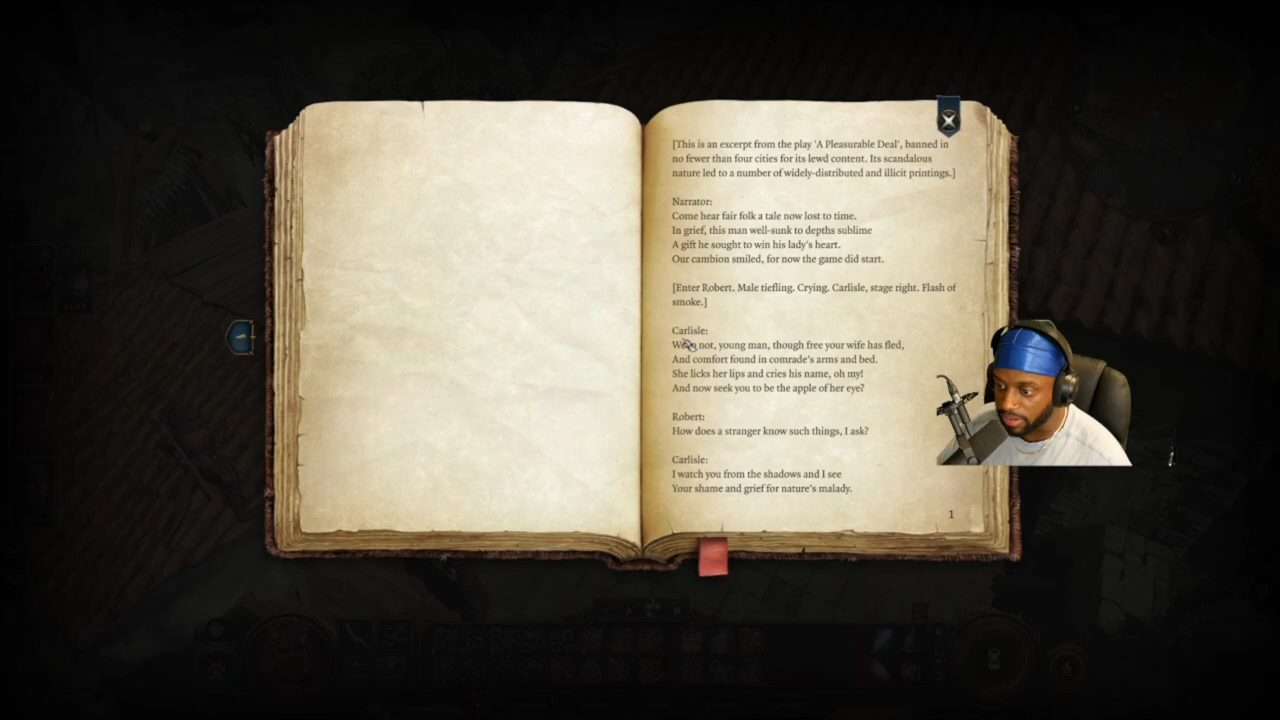 [This is an excerpt from the play 'A Pleasurable Deal', banned in
no fewer than four cities for its lewd content. Its scandalous
nature led to a number of widely-distributed and illicit printings.]
Narrator:
Come hear fair folk a tale now lost to time.
In grief, this man well-sunk to depths sublime
A gift he sought to win his lady's heart.
Our cambion smiled, for now the game did start.
[Enter Robert. Male tiefling. Crying. Carlisle, stage right. Flash of
smoke.]
Carlisle:
not, young man, though free your wife has fled,
And comfort found in comrade's arms and bed.
She licks her lips and cries his name, oh my!
And now seek you to be the apple of her eye?
Robert:
How does a stranger know such things, I ask?
Carlisle:
I watch you from the shadows and I see
Your shame and grief for nature's malady.
1